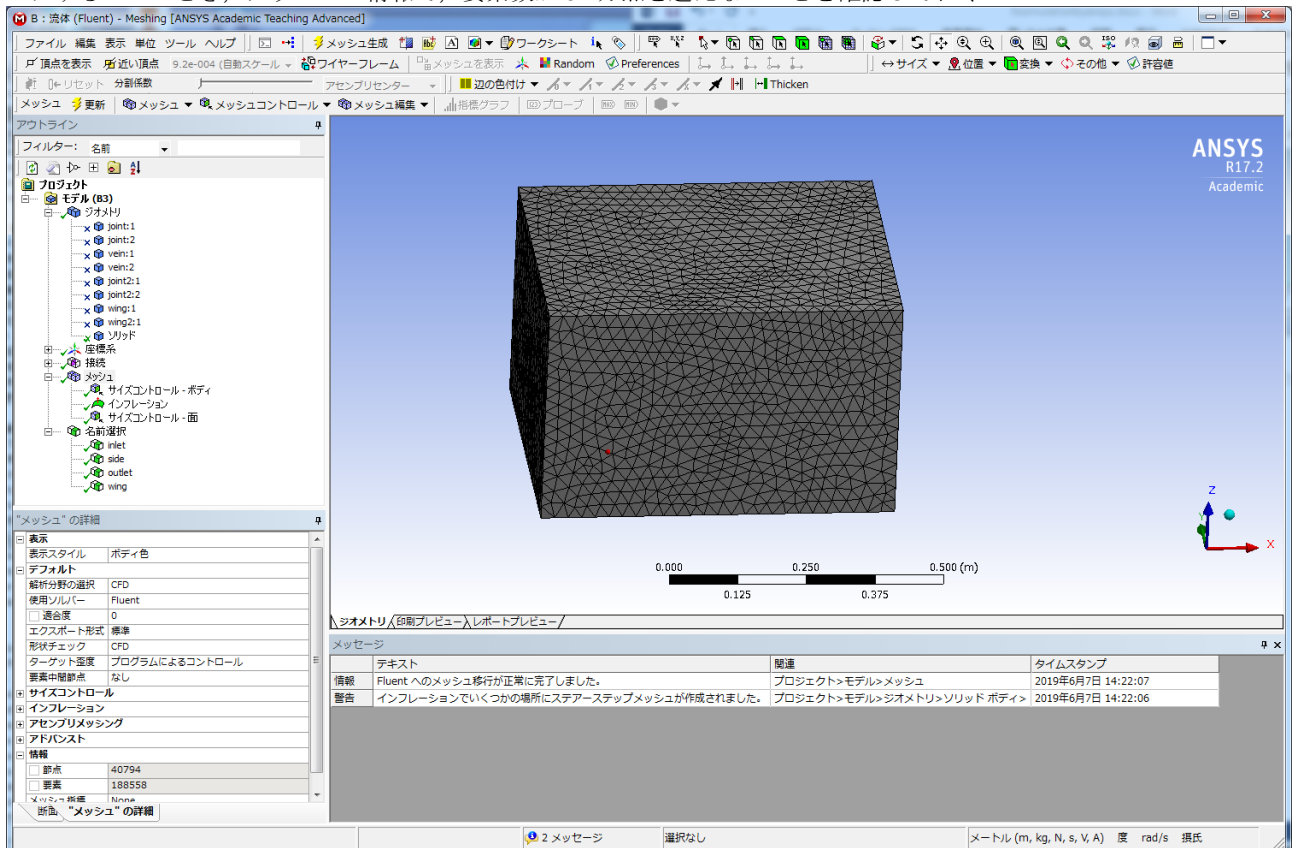 B : 流体 (Fluent) - Meshing [ANSYS Academic Teaching Advanced]
ファイル 編集 表示 単位 ツール ヘルプ メッシュ生成 ワークシート
頂点を表示 近い頂点 9.2e-004 (自動スケール ワイヤーフレーム メッシュを表示 Random Preferences サイズ 位置 変換 その他 許容値
リセット 分割係数 アセンブリセンター 辺の色付け Thicken
メッシュ 更新 メッシュ メッシュコントロール メッシュ編集 指標グラフ プローブ
アウトライン
フィルター: 名前
プロジェクト
モデル (B3)
ジオメトリ
joint:1
joint:2
vein:1
vein:2
joint2:1
joint2:2
wing:1
wing2:1
ソリッド
座標系
接続
メッシュ
サイズコントロール - ボディ
インフレーション
サイズコントロール - 面
名前選択
inlet
side
outlet
wing
"メッシュ" の詳細
表示
表示スタイル ボディ色
デフォルト
解析分野の選択 CFD
使用ソルバー Fluent
適合度 0
エクスポート形式 標準
形状チェック CFD
ターゲット歪度 プログラムによるコントロール
要素中間節点 なし
サイズコントロール
インフレーション
アセンブリメッシング
アドバンスト
情報
節点 40794
要素 188558
メッシュ指標 None
断面 "メッシュ" の詳細
ANSYS
R17.2
Academic
Z
X
0.000 0.250 0.500 (m)
0.125 0.375
ジオメトリ 印刷プレビュー レポートプレビュー
メッセージ
テキスト 関連 タイムスタンプ
情報 Fluent へのメッシュ移行が正常に完了しました。 プロジェクト>モデル>メッシュ 2019年6月7日 14:22:07
警告 インフレーションでいくつかの場所にステアーステップメッシュが作成されました。 プロジェクト>モデル>ジオメトリ>ソリッド ボディ> 2019年6月7日 14:22:06
2 メッセージ 選択なし メートル (m, kg, N, s, V, A) 度 rad/s 摂氏